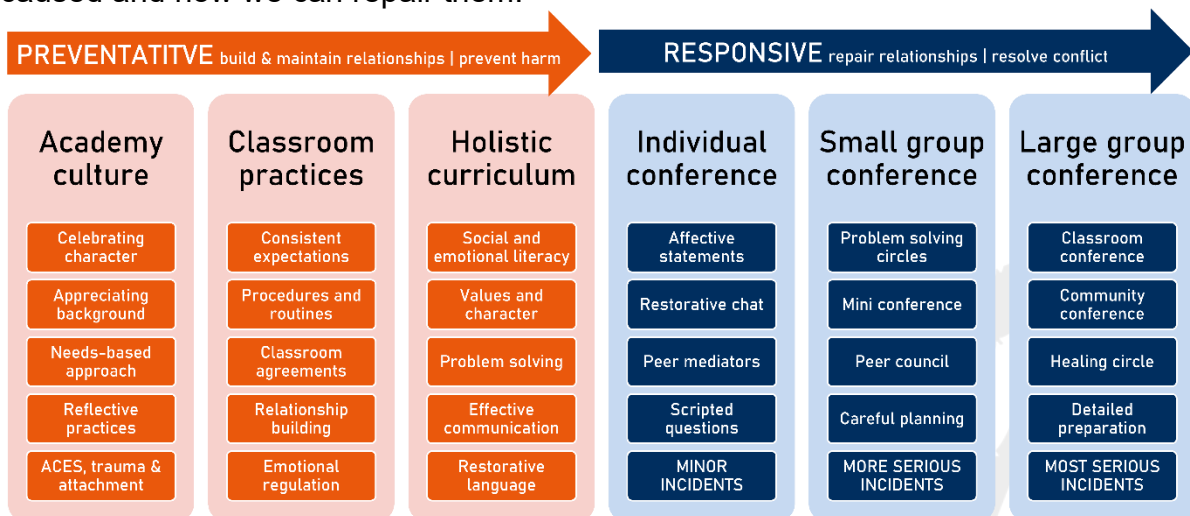 caused and how we can repair them.
PREVENTATITVE build & maintain relationships | prevent harm
RESPONSIVE repair relationships | resolve conflict
Academy
culture
Celebrating
character
Appreciating
background
Needs-based
approach
Reflective
practices
ACES, trauma &
attachment
Classroom
practices
Consistent
expectations
Procedures and
routines
Classroom
agreements
Relationship
building
Emotional
regulation
Holistic
curriculum
Social and
emotional literacy
Values and
character
Problem solving
Effective
communication
Restorative
language
Individual
conference
Affective
statements
Restorative chat
Peer mediators
Scripted
questions
MINOR
INCIDENTS
Small group
conference
Problem solving
circles
Mini conference
Peer council
Careful planning
MORE SERIOUS
INCIDENTS
Large group
conference
Classroom
conference
Community
conference
Healing circle
Detailed
preparation
MOST SERIOUS
INCIDENTS